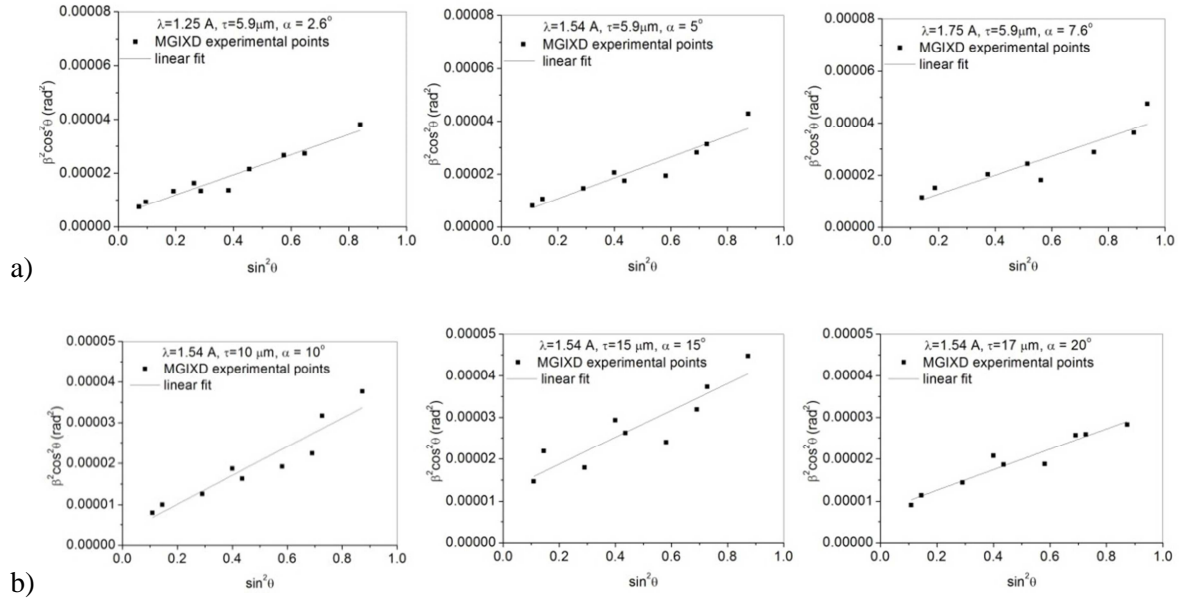 λ=1.25 A, τ=5.9μm, α = 2.6°
MGIXD experimental points
linear fit
0.00008
0.00006
0.00004
0.00002
0.00000
β²cos²θ (rad²)
0.0 0.2 0.4 0.6 0.8 1.0
sin²θ
λ=1.54 A, τ=5.9μm, α = 5°
MGIXD experimental points
linear fit
0.00008
0.00006
0.00004
0.00002
0.00000
β²cos²θ (rad²)
0.0 0.2 0.4 0.6 0.8 1.0
sin²θ
λ=1.75 A, τ=5.9μm, α = 7.6°
MGIXD experimental points
linear fit
0.00008
0.00006
0.00004
0.00002
0.00000
β²cos²θ (rad²)
0.0 0.2 0.4 0.6 0.8 1.0
sin²θ
a)
λ=1.54 A, τ=10 μm, α = 10°
MGIXD experimental points
linear fit
0.00005
0.00004
0.00003
0.00002
0.00001
0.00000
β²cos²θ (rad²)
0.0 0.2 0.4 0.6 0.8 1.0
sin²θ
λ=1.54 A, τ=15 μm, α = 15°
MGIXD experimental points
linear fit
0.00005
0.00004
0.00003
0.00002
0.00001
0.00000
β²cos²θ (rad²)
0.0 0.2 0.4 0.6 0.8 1.0
sin²θ
λ=1.54 A, τ=17 μm, α = 20°
MGIXD experimental points
linear fit
0.00005
0.00004
0.00003
0.00002
0.00001
0.00000
β²cos²θ (rad²)
0.0 0.2 0.4 0.6 0.8 1.0
sin²θ
b)